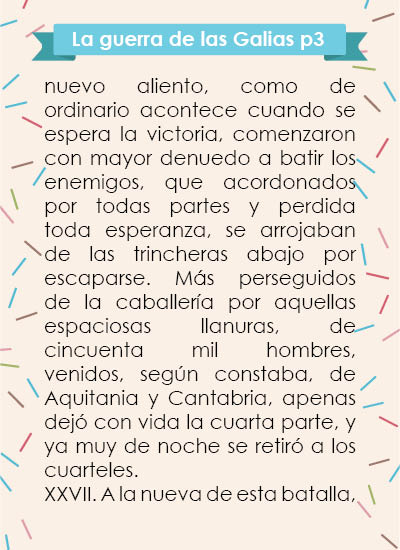 La guerra de las Galias p3
nuevo aliento, como de
ordinario acontece cuando se
espera la victoria, comenzaron
con mayor denuedo a batir los
enemigos, que acordonados
por todas partes y perdida
toda esperanza, se arrojaban
de las trincheras abajo por
escaparse. Más perseguidos
de la caballería por aquellas
espaciosas llanuras, de
cincuenta mil hombres,
venidos, según constaba, de
Aquitania y Cantabria, apenas
dejó con vida la cuarta parte, y
ya muy de noche se retiró a los
cuarteles.
XXVII. A la nueva de esta batalla,